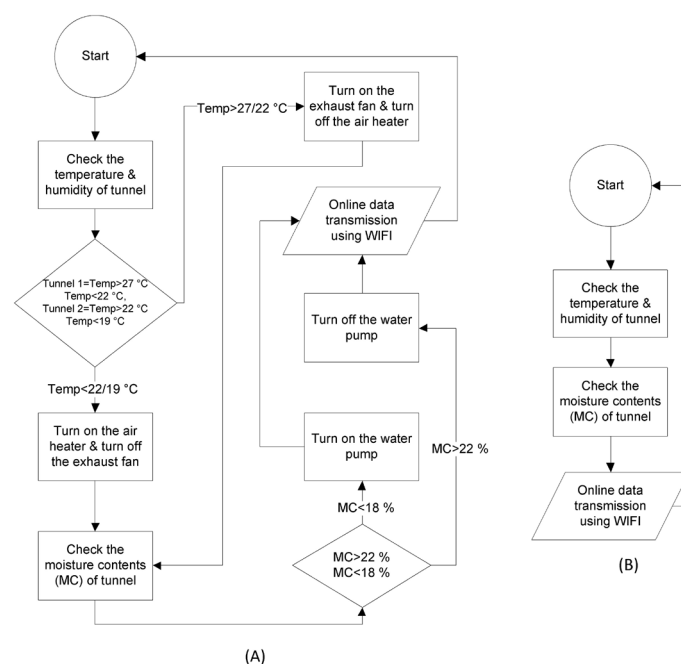 Start
Check the
temperature &
humidity of tunnel
Tunnel 1=Temp>27 °C
Temp<22 °C,
Tunnel 2=Temp>22 °C
Temp<19 °C
Temp<22/19 °C
Turn on the air
heater & turn off
the exhaust fan
Check the
moisture contents
(MC) of tunnel
Temp>27/22 °C
Turn on the
exhaust fan & turn
off the air heater
Online data
transmission
using WIFI
Turn off the water
pump
Turn on the water
pump
MC>22 %
MC<18 %
MC>22 %
MC<18 %
(A)
Start
Check the
temperature &
humidity of tunnel
Check the
moisture contents
(MC) of tunnel
Online data
transmission
using WIFI
(B)